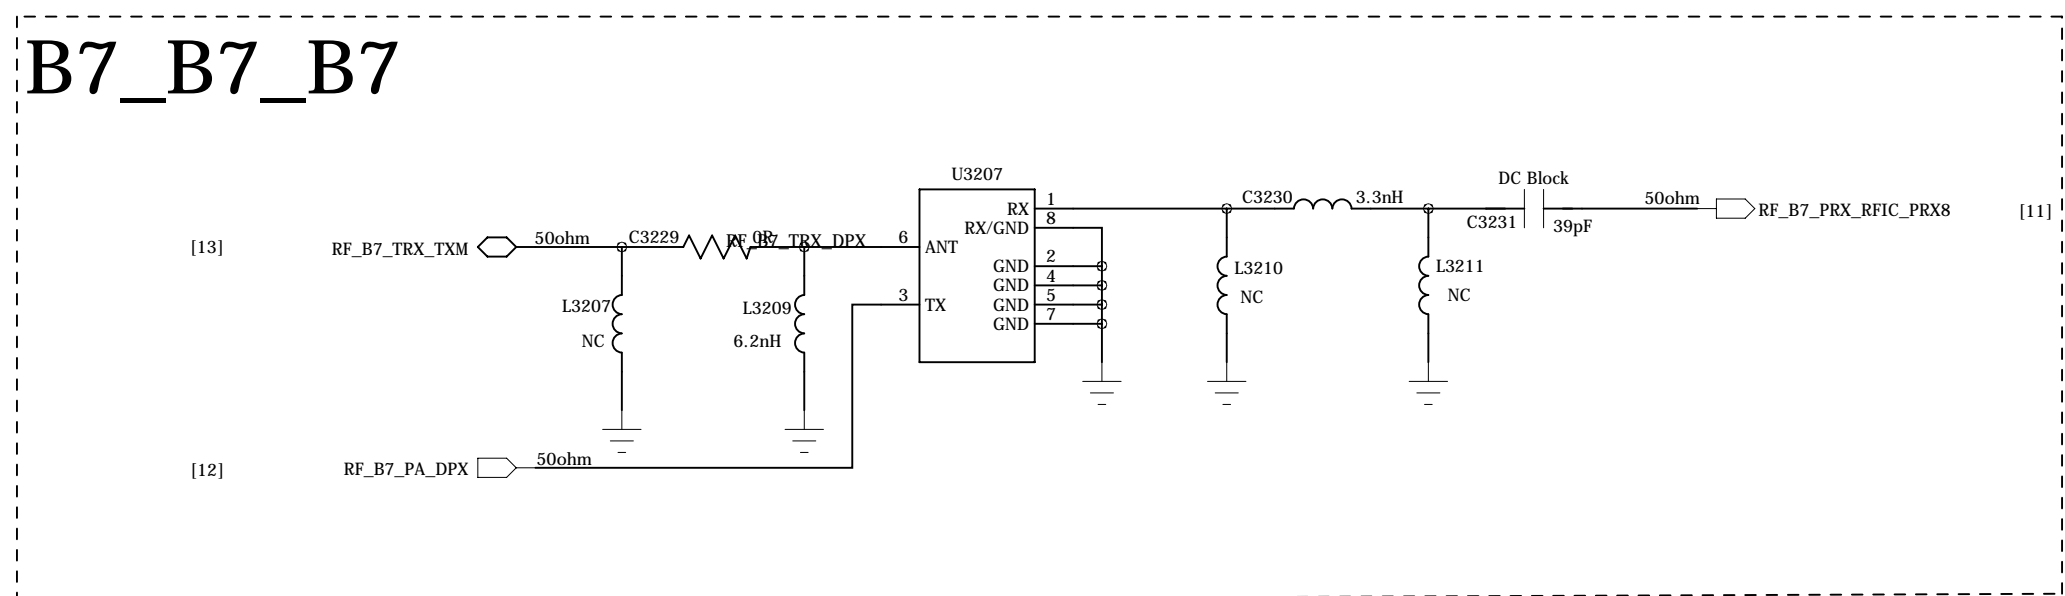 B7_B7_B7
U3207
DC Block
RX
1
C3230
3.3nH
C3231
39pF
50ohm
RF_B7_PRX_RFIC_PRX8
[11]
RX/GND
8
[13]
RF_B7_TRX_TXM
50ohm
C3229
0R
RF_B7_TRX_DPX
6
ANT
GND
2
GND
4
GND
5
GND
7
3
TX
L3210
NC
L3211
NC
L3207
NC
L3209
6.2nH
[12]
RF_B7_PA_DPX
50ohm